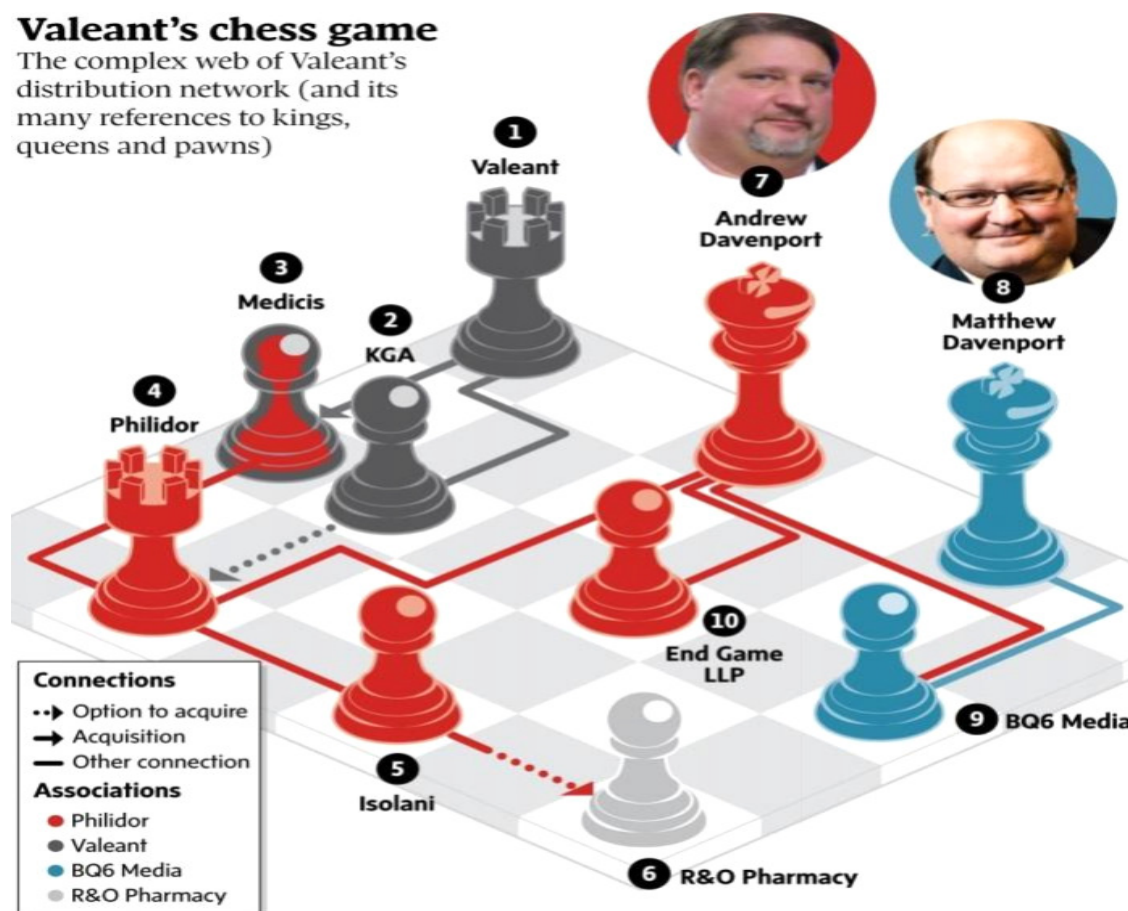 Valeant's chess game
The complex web of Valeant's
distribution network (and its
many references to kings,
queens and pawns)
1
Valeant
7
Andrew
Davenport
8
Matthew
Davenport
3
Medicis
2
KGA
4
Philidor
10
End Game
LLP
9 BQ6 Media
5
Isolani
6 R&O Pharmacy
Connections
Option to acquire
Acquisition
Other connection
Associations
Philidor
Valeant
BQ6 Media
R&O Pharmacy